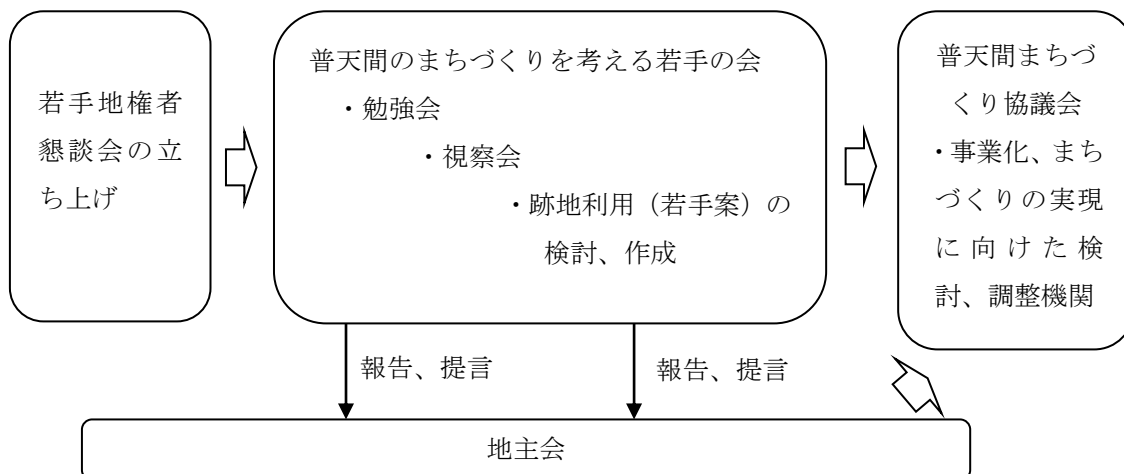 若手地権者
懇談会の立
ち上げ
普天間のまちづくりを考える若手の会
・勉強会
・視察会
・跡地利用（若手案）の
検討、作成
普天間まちづ
くり協議会
・事業化、まち
づくりの実現
に向けた検
討、調整機関
報告、提言
報告、提言
地主会